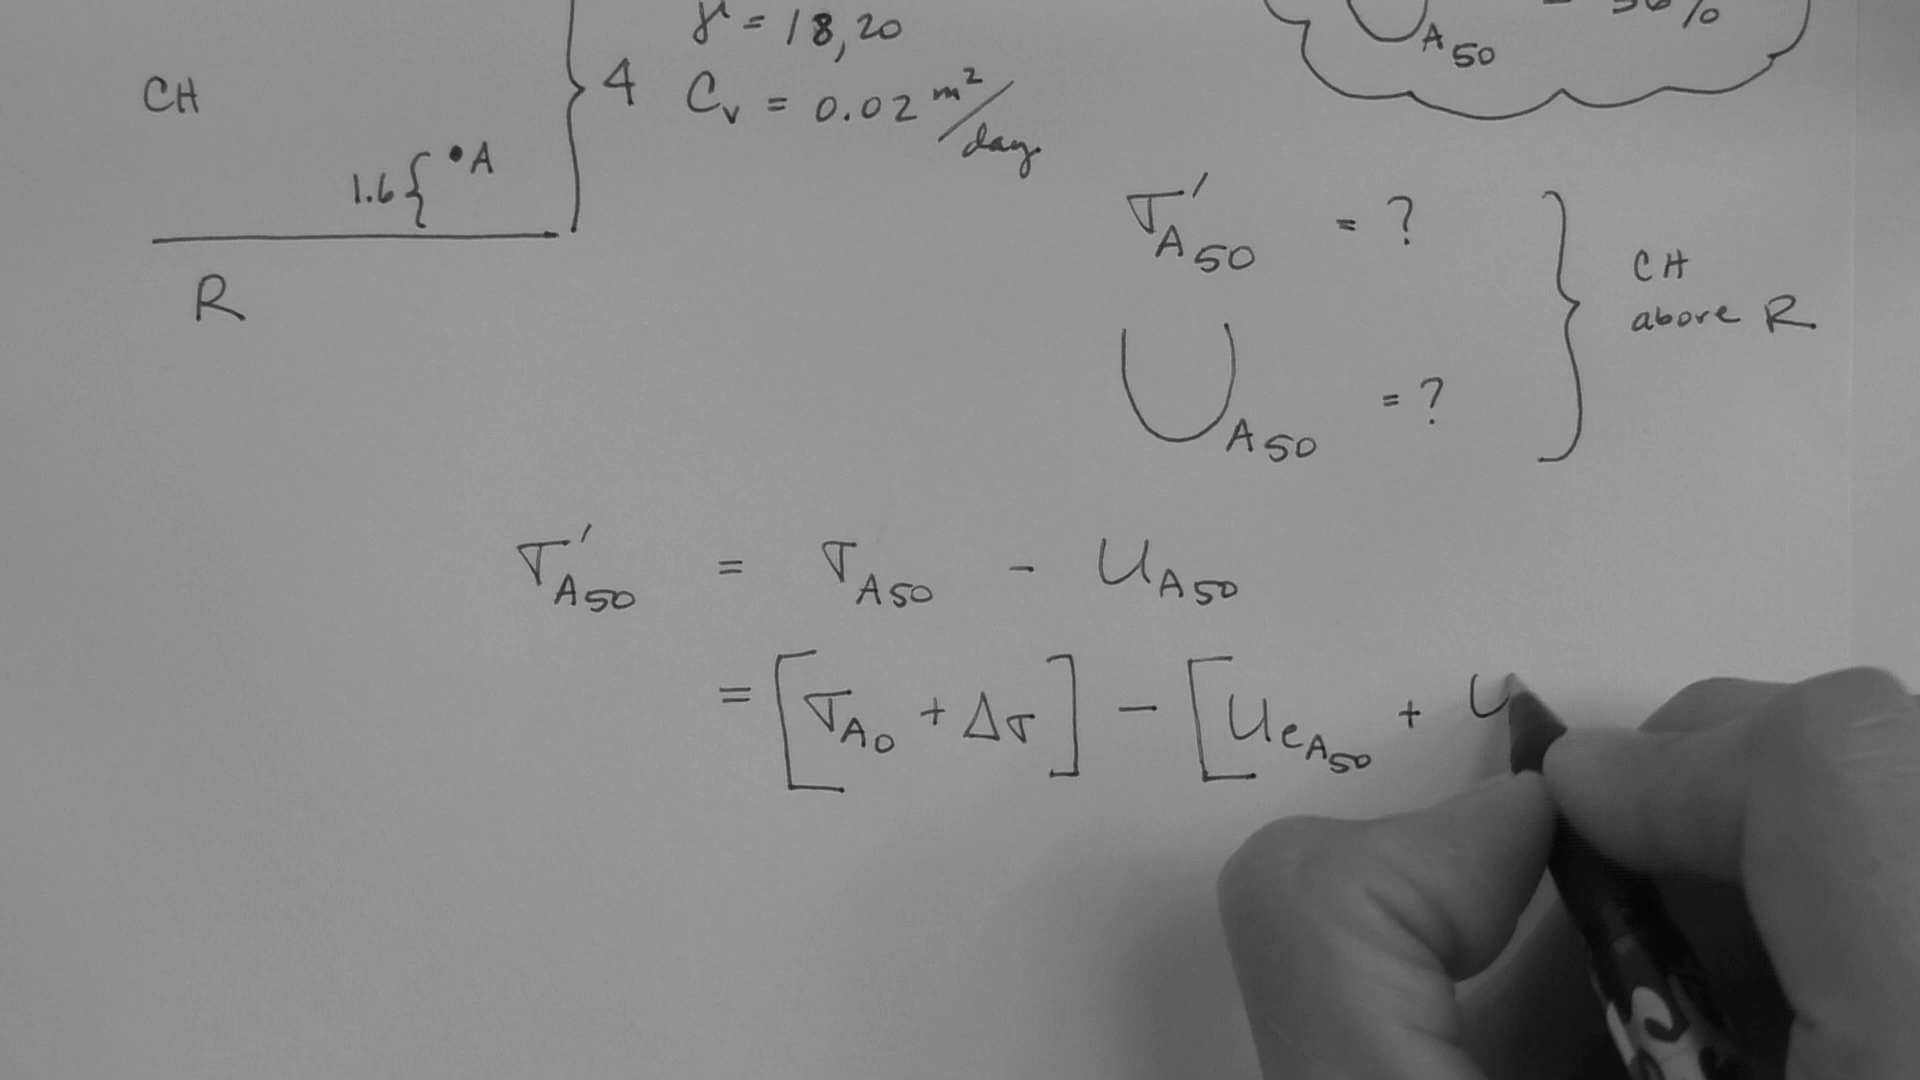 γ = 18,20
CH
4
Cv = 0.02 m²/day
A50
1.6{ •A
R
σ'A50 = ?
UA50 = ?
CH
above R
σ'A50 = σA50 - UA50
= [σA0 + Δσ] - [UeA50 + U